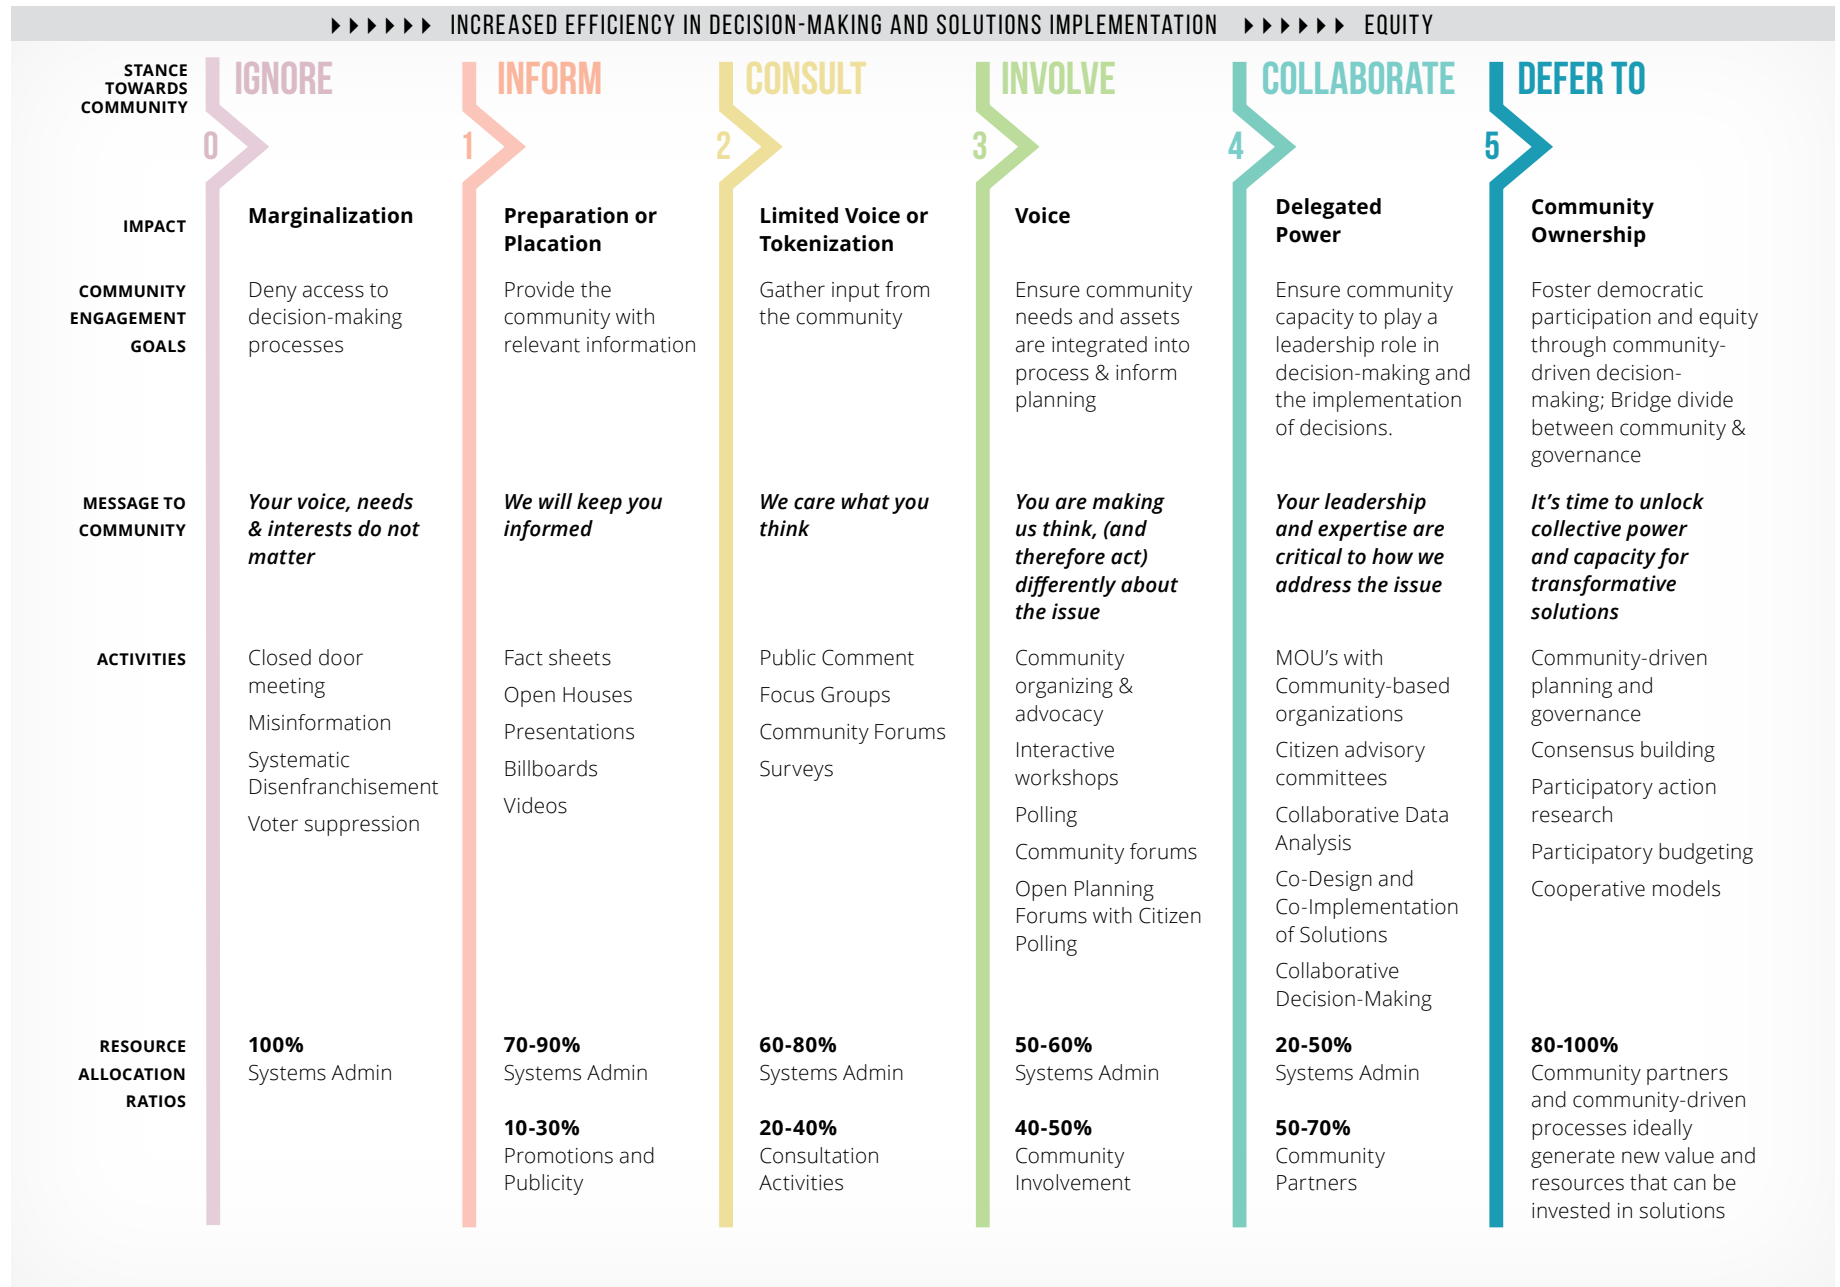 INCREASED EFFICIENCY IN DECISION-MAKING AND SOLUTIONS IMPLEMENTATION EQUITY
STANCE
TOWARDS
COMMUNITY
IGNORE
INFORM
CONSULT
INVOLVE
COLLABORATE
DEFER TO
0
1
2
3
4
5
IMPACT
Marginalization
Preparation or
Placation
Limited Voice or
Tokenization
Voice
Delegated
Power
Community
Ownership
COMMUNITY
ENGAGEMENT
GOALS
Deny access to
decision-making
processes
Provide the
community with
relevant information
Gather input from
the community
Ensure community
needs and assets
are integrated into
process & inform
planning
Ensure community
capacity to play a
leadership role in
decision-making and
the implementation
of decisions.
Foster democratic
participation and equity
through community-
driven decision-
making; Bridge divide
between community &
governance
MESSAGE TO
COMMUNITY
Your voice, needs
& interests do not
matter
We will keep you
informed
We care what you
think
You are making
us think, (and
therefore act)
differently about
the issue
Your leadership
and expertise are
critical to how we
address the issue
It's time to unlock
collective power
and capacity for
transformative
solutions
ACTIVITIES
Closed door
meeting
Misinformation
Systematic
Disenfranchisement
Voter suppression
Fact sheets
Open Houses
Presentations
Billboards
Videos
Public Comment
Focus Groups
Community Forums
Surveys
Community
organizing &
advocacy
Interactive
workshops
Polling
Community forums
Open Planning
Forums with Citizen
Polling
MOU's with
Community-based
organizations
Citizen advisory
committees
Collaborative Data
Analysis
Co-Design and
Co-Implementation
of Solutions
Collaborative
Decision-Making
Community-driven
planning and
governance
Consensus building
Participatory action
research
Participatory budgeting
Cooperative models
RESOURCE
ALLOCATION
RATIOS
100%
Systems Admin
70-90%
Systems Admin
10-30%
Promotions and
Publicity
60-80%
Systems Admin
20-40%
Consultation
Activities
50-60%
Systems Admin
40-50%
Community
Involvement
20-50%
Systems Admin
50-70%
Community
Partners
80-100%
Community partners
and community-driven
processes ideally
generate new value and
resources that can be
invested in solutions